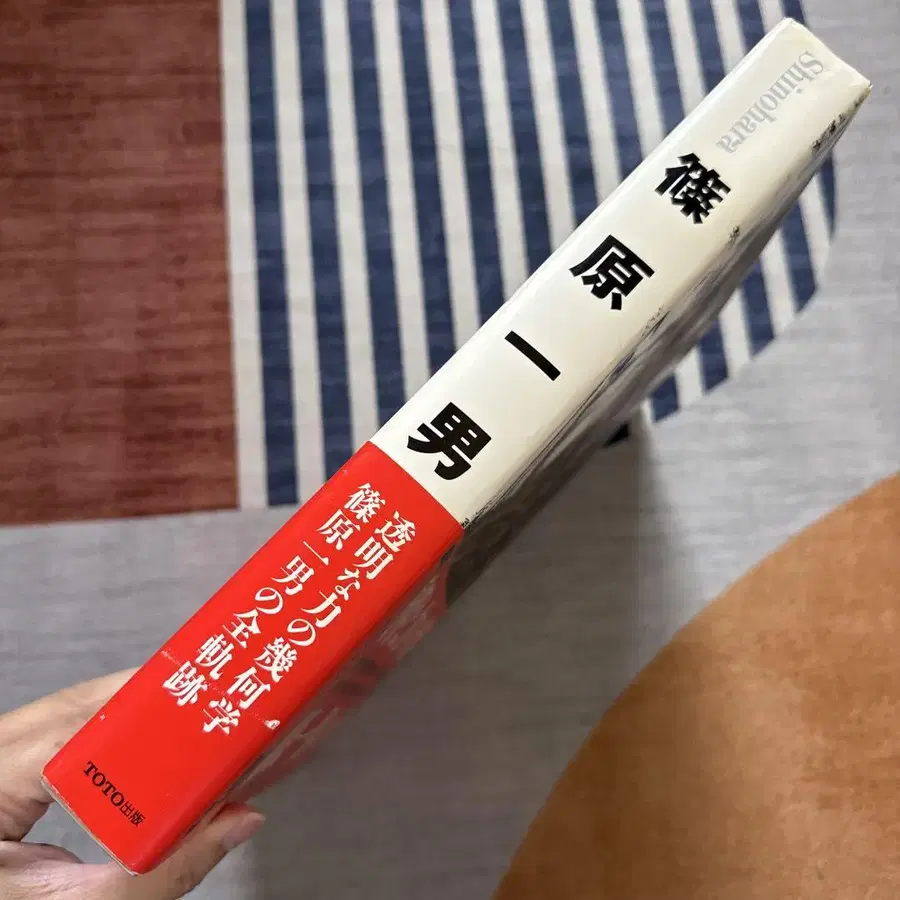 Shinohara
篠原一男
透明な力の幾何学
篠原一男の全軌跡
TOTO出版